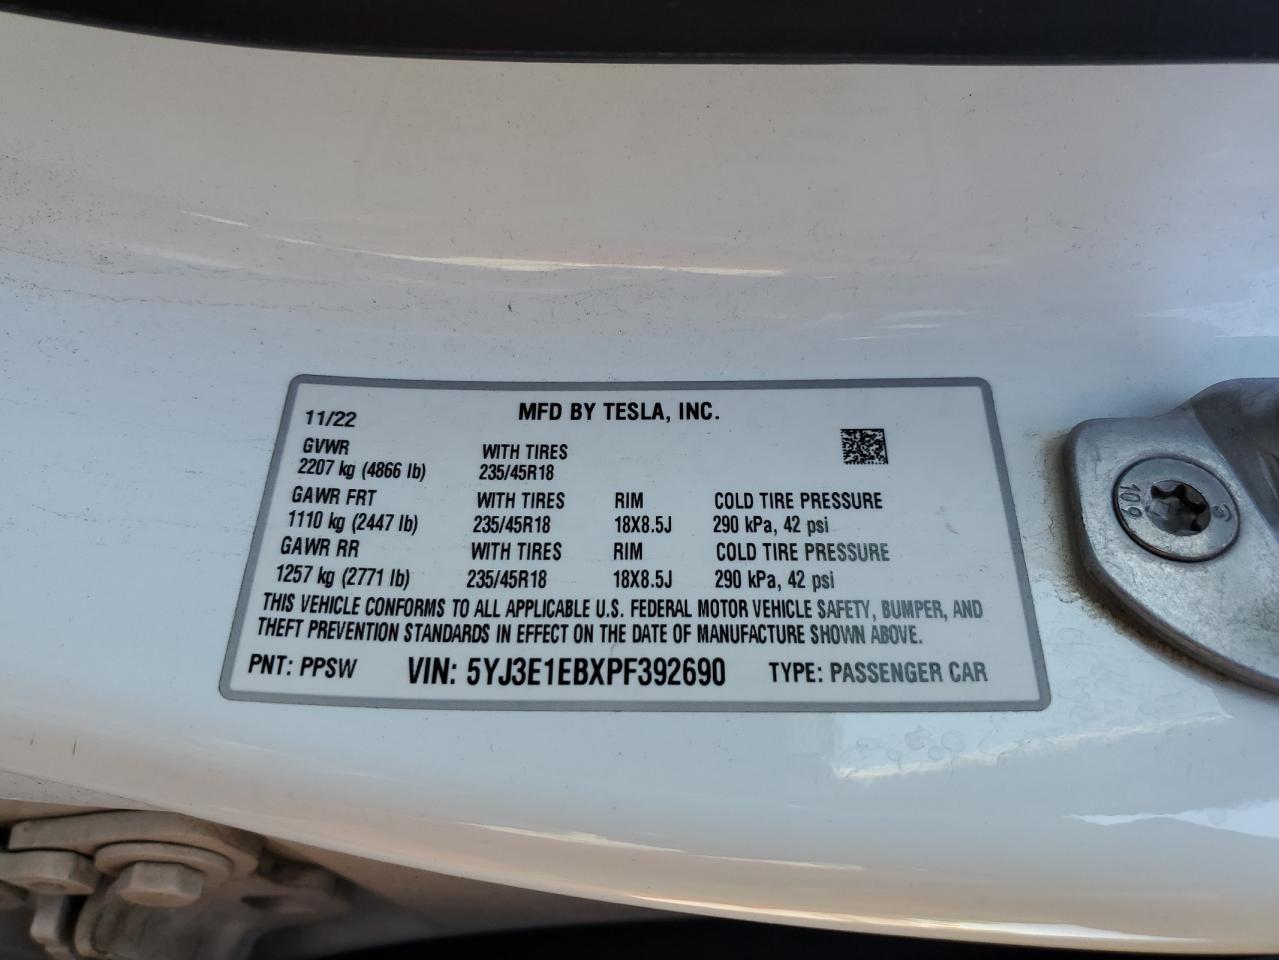 MFD BY TESLA, INC.
11/22
GVWR WITH TIRES
2207 kg (4866 lb) 235/45R18
GAWR FRT WITH TIRES RIM COLD TIRE PRESSURE
1110 kg (2447 lb) 235/45R18 18X8.5J 290 kPa, 42 psi
GAWR RR WITH TIRES RIM COLD TIRE PRESSURE
1257 kg (2771 lb) 235/45R18 18X8.5J 290 kPa, 42 psi
THIS VEHICLE CONFORMS TO ALL APPLICABLE U.S. FEDERAL MOTOR VEHICLE SAFETY, BUMPER, AND
THEFT PREVENTION STANDARDS IN EFFECT ON THE DATE OF MANUFACTURE SHOWN ABOVE.
PNT: PPSW VIN: 5YJ3E1EBXPF392690 TYPE: PASSENGER CAR
10.9